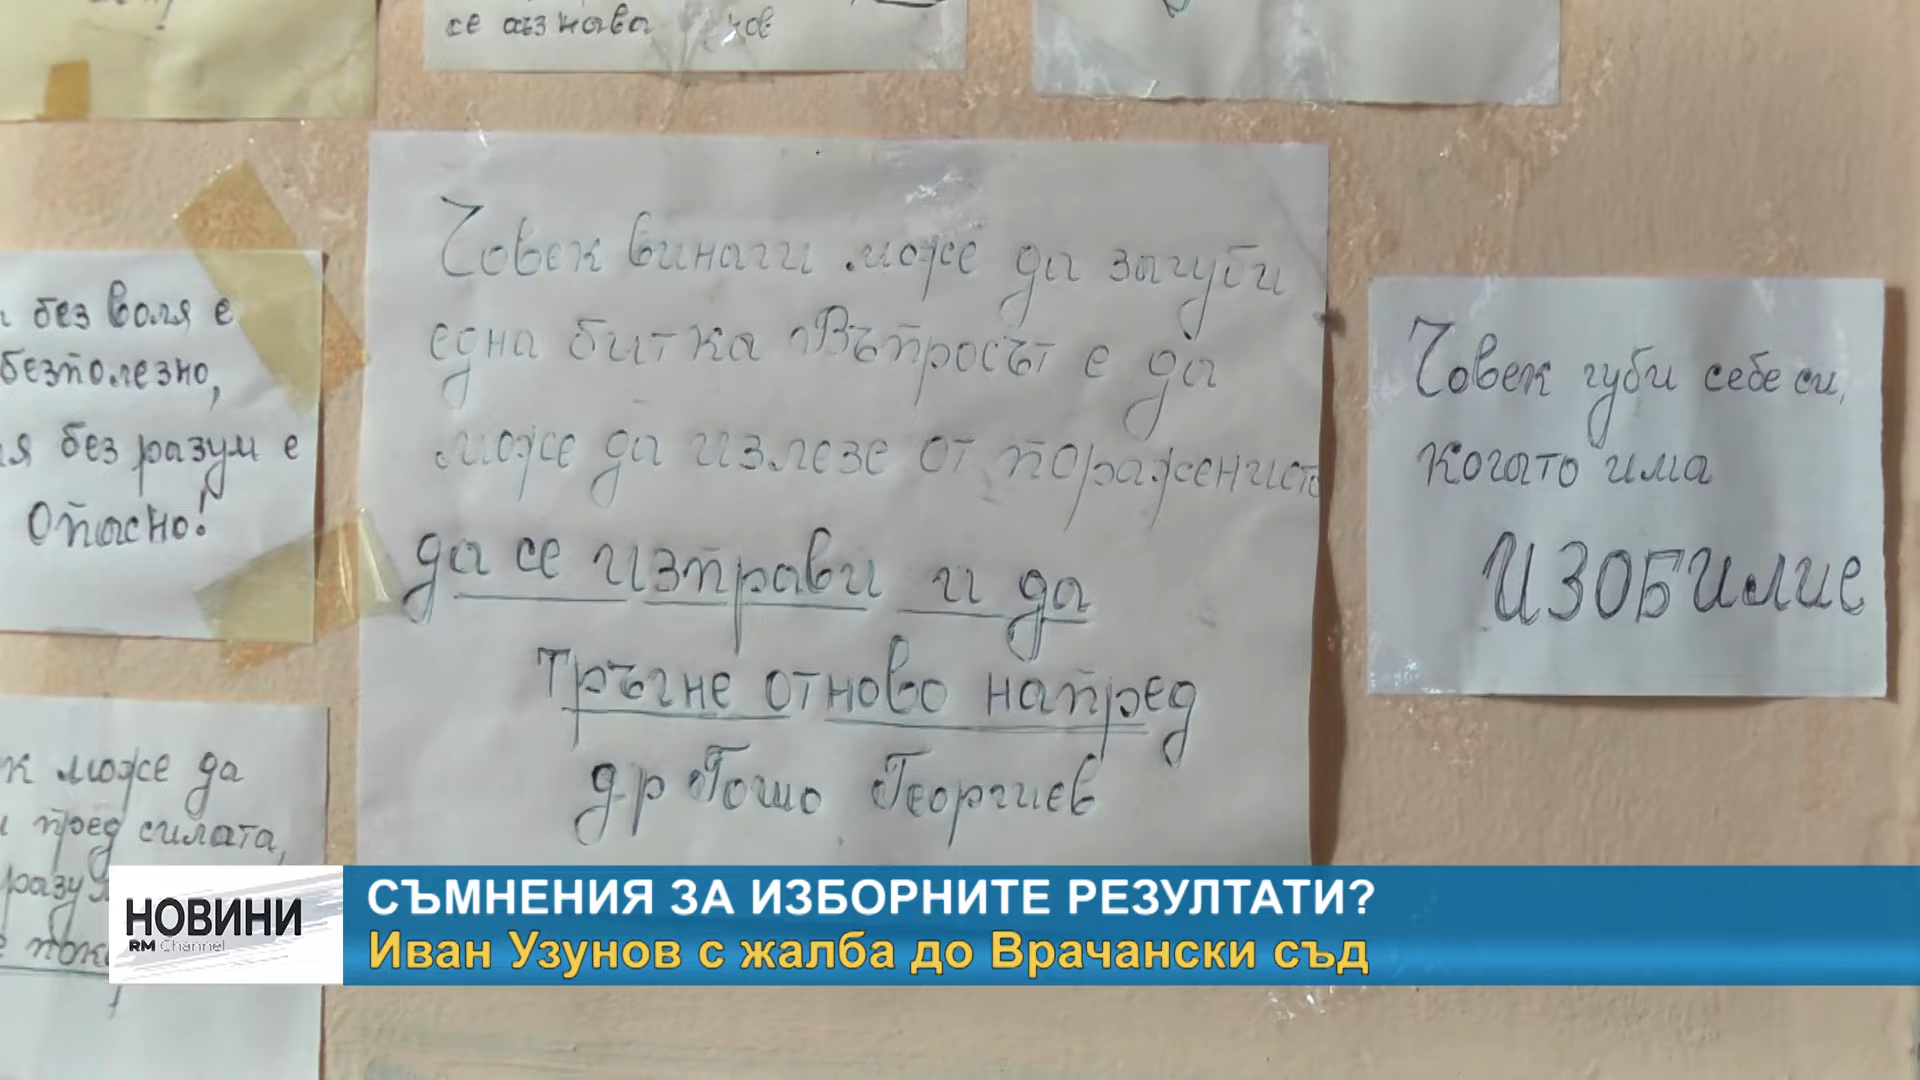 се
без воля е
безполезно,
без разум е
Опасно!
може да
пред силата,
Човек винаги може да загуби
една битка Въпросът е да
може да излезе от поражението
да се изправи и да
тръгне отново напред
д-р Гошо Георгиев
Човек губи себе си,
когато има
ИЗОБИЛИЕ
НОВИНИ
RM Channel
СЪМНЕНИЯ ЗА ИЗБОРНИТЕ РЕЗУЛТАТИ?
Иван Узунов с жалба до Врачански съд